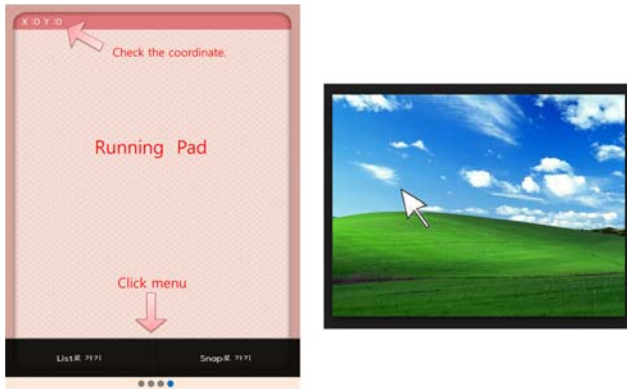 X :0 Y :0
Check the coordinate.
Running Pad
Click menu
List로 가기
Snap로 가기